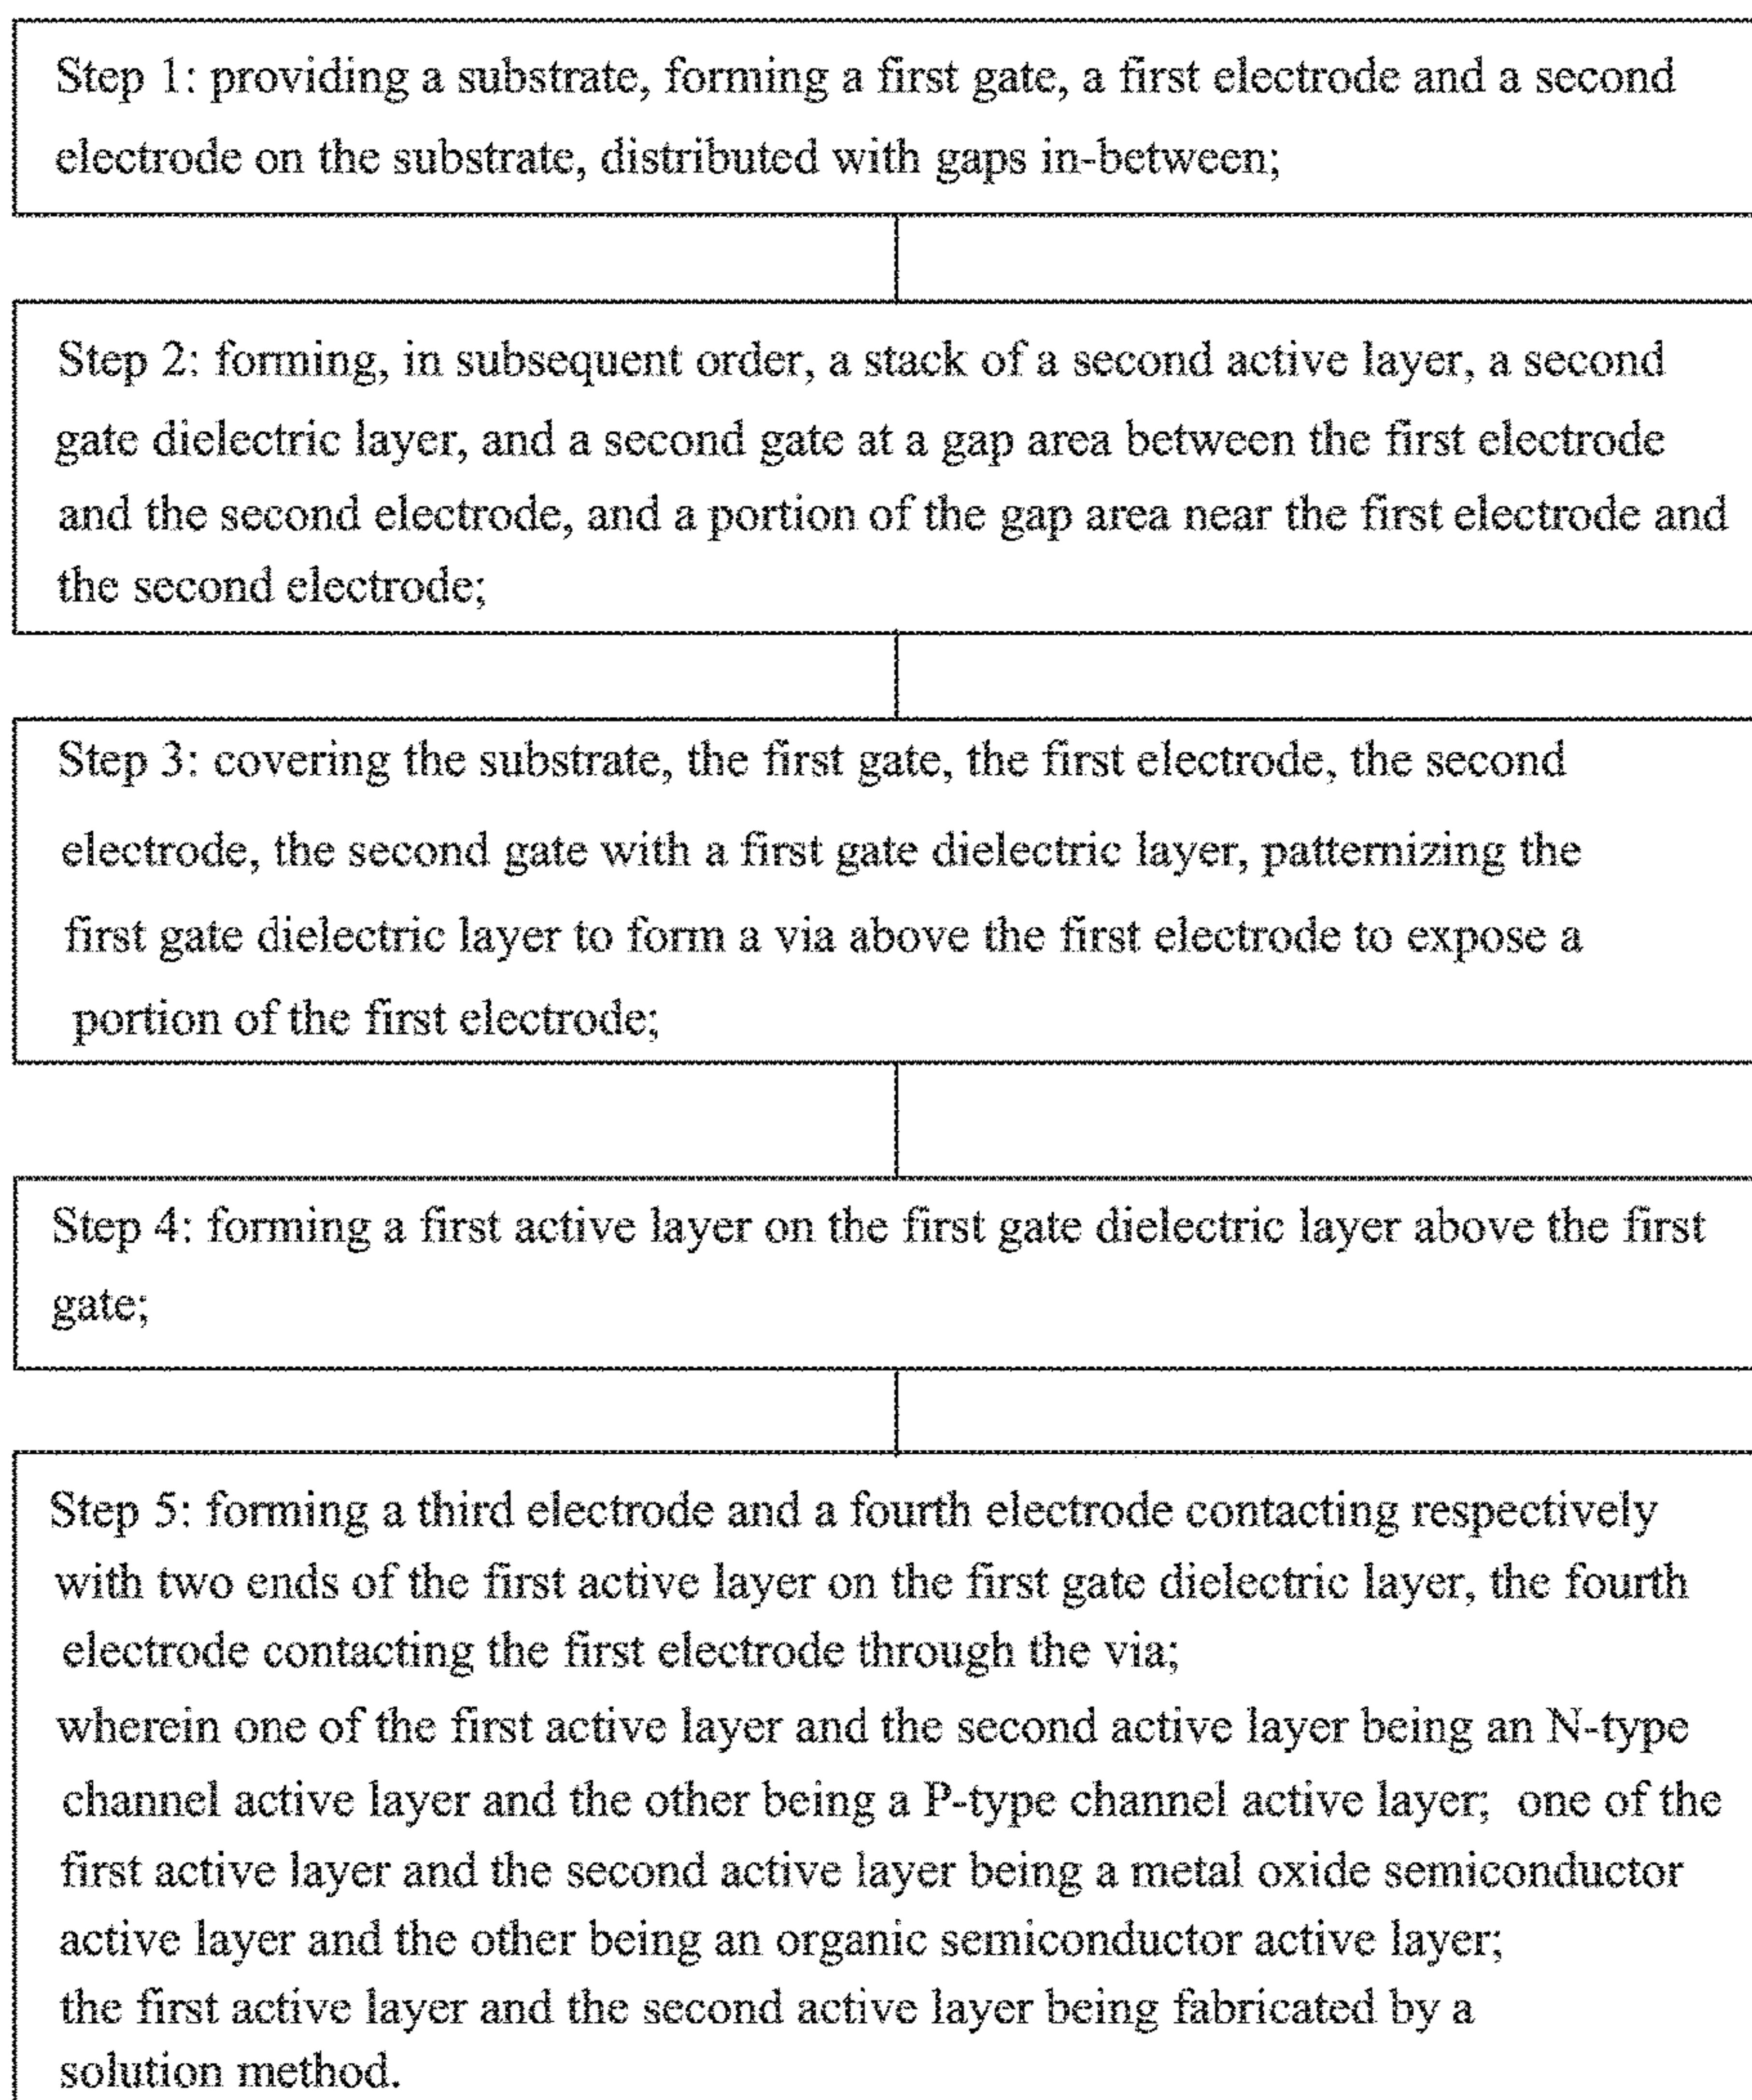 Step 1: providing a substrate, forming a first gate, a first electrode and a second
electrode on the substrate, distributed with gaps in-between;
Step 2: forming, in subsequent order, a stack of a second active layer, a second
gate dielectric layer, and a second gate at a gap area between the first electrode
and the second electrode, and a portion of the gap area near the first electrode and
the second electrode;
Step 3: covering the substrate, the first gate, the first electrode, the second
electrode, the second gate with a first gate dielectric layer, patternizing the
first gate dielectric layer to form a via above the first electrode to expose a
portion of the first electrode;
Step 4: forming a first active layer on the first gate dielectric layer above the first
gate;
Step 5: forming a third electrode and a fourth electrode contacting respectively
with two ends of the first active layer on the first gate dielectric layer, the fourth
electrode contacting the first electrode through the via;
wherein one of the first active layer and the second active layer being an N-type
channel active layer and the other being a P-type channel active layer; one of the
first active layer and the second active layer being a metal oxide semiconductor
active layer and the other being an organic semiconductor active layer;
the first active layer and the second active layer being fabricated by a
solution method.